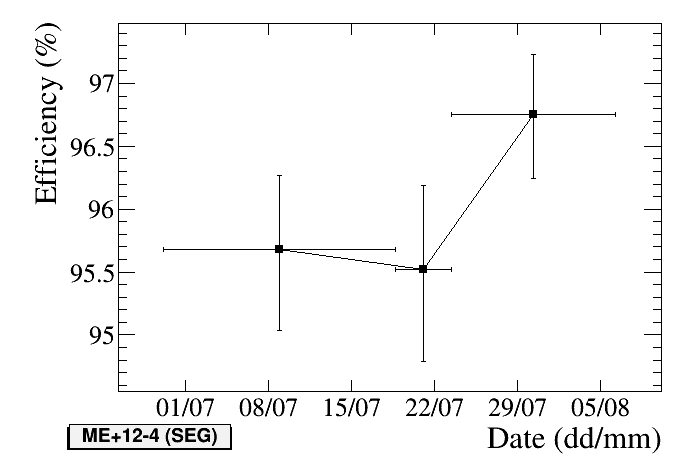 Efficiency (%)
97
96.5
96
95.5
95
01/07 08/07 15/07 22/07 29/07 05/08
ME+12-4 (SEG)
Date (dd/mm)